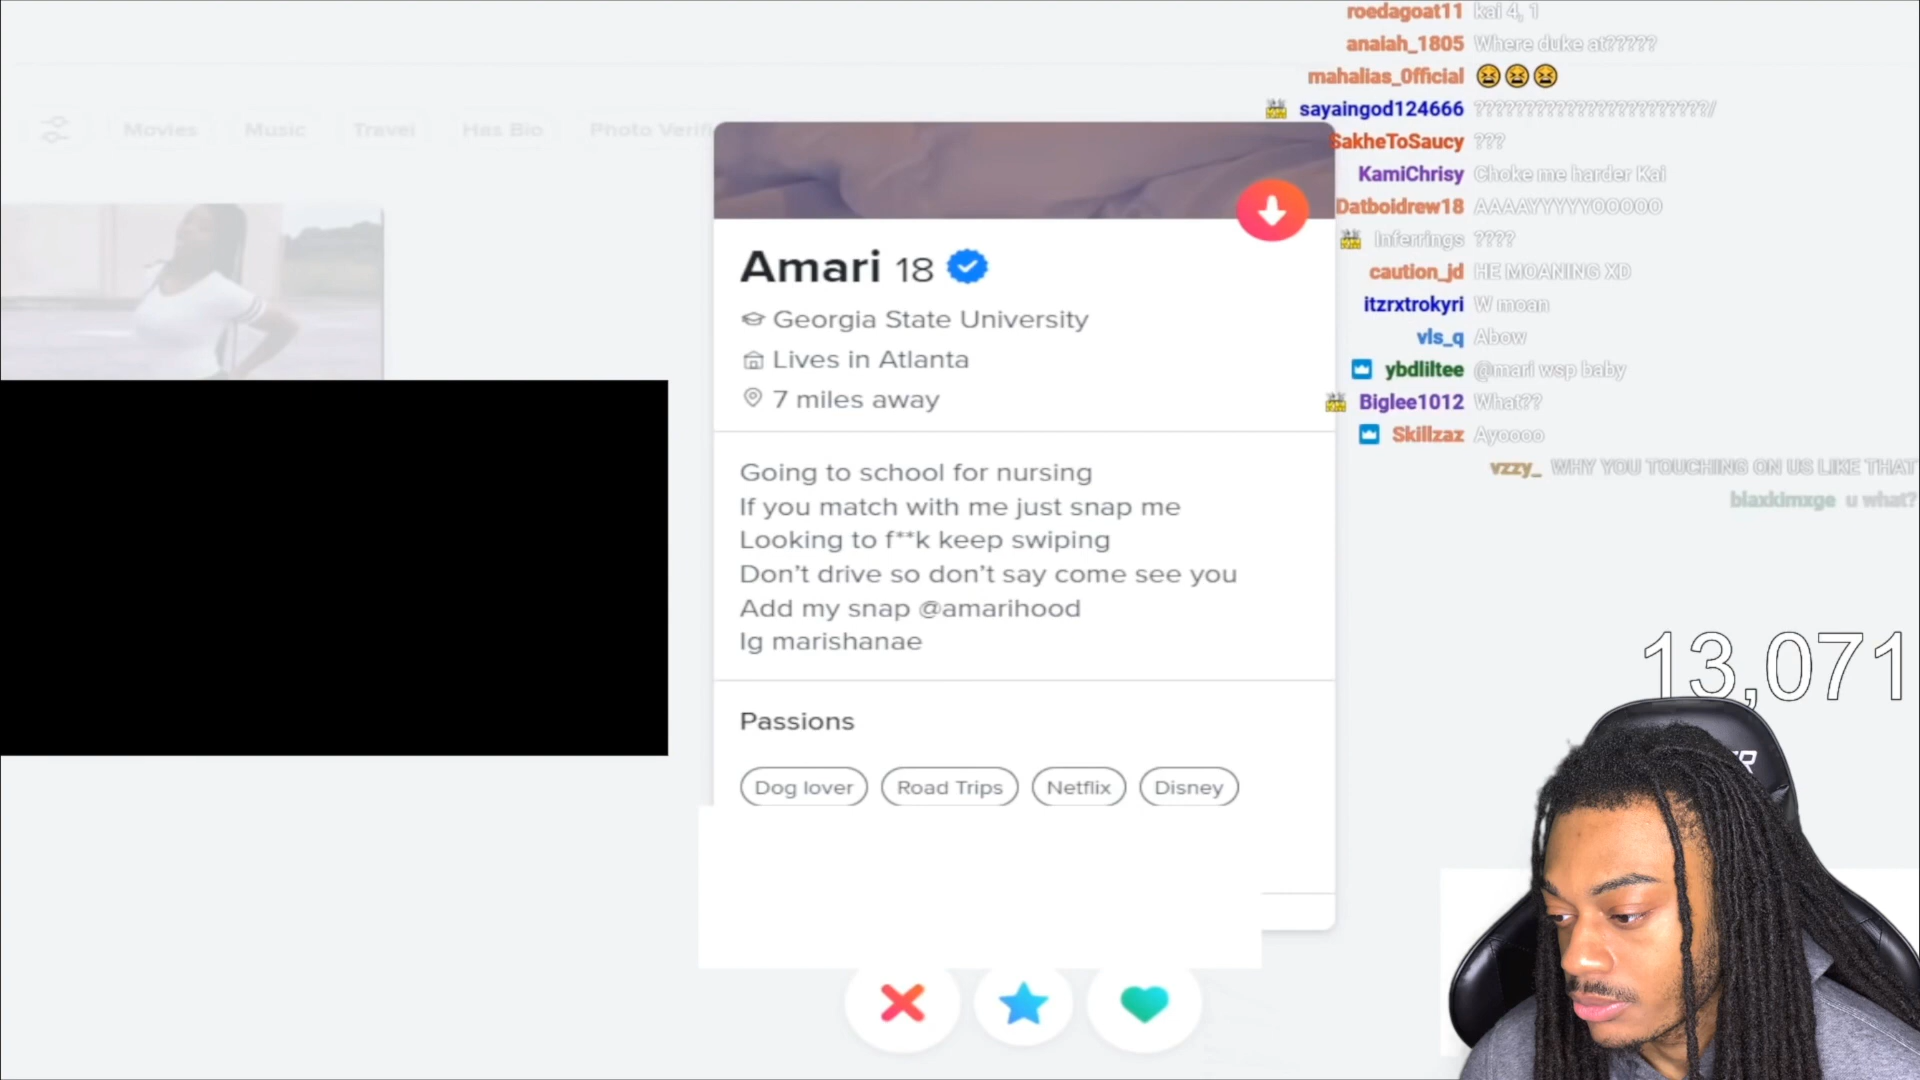 roedagoat11 kai 4, 1
anaiah_1805 Where duke at?????
mahalias_0fficial 😆😆😆
sayaingod124666 ???????????????????????/
SakheToSaucy ???
KamiChrisy Choke me harder Kai
Datboidrew18 AAAAYYYYYOOOOO
Inferrings ????
caution_jd HE MOANING XD
itzrxtrokyri W moan
vls_q Abow
ybdliltee @mari wsp baby
Biglee1012 What??
Skillzaz Ayoooo
vzzy_ WHY YOU TOUCHING ON US LIKE THAT
blaxkimxge u what?
Movies Music Travel Has Bio Photo Verifi
Amari 18
Georgia State University
Lives in Atlanta
7 miles away
Going to school for nursing
If you match with me just snap me
Looking to f**k keep swiping
Don't drive so don't say come see you
Add my snap @amarihood
Ig marishanae
Passions
Dog lover Road Trips Netflix Disney
13,071